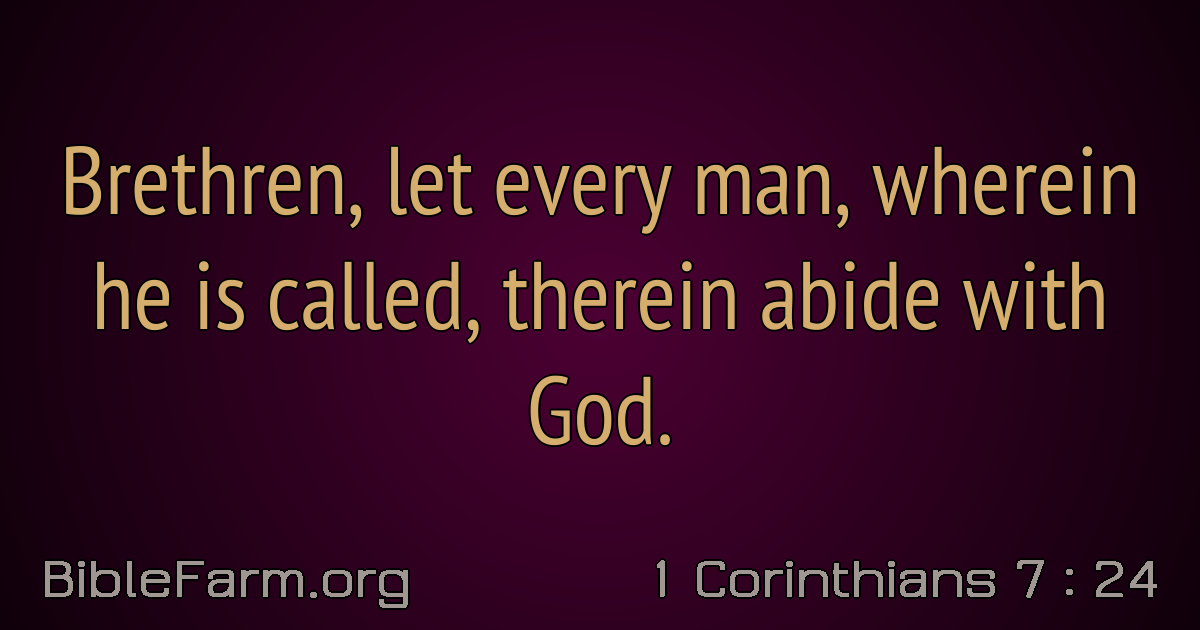 Brethren, let every man, wherein
he is called, therein abide with
God.
BibleFarm.org
1 Corinthians 7 : 24